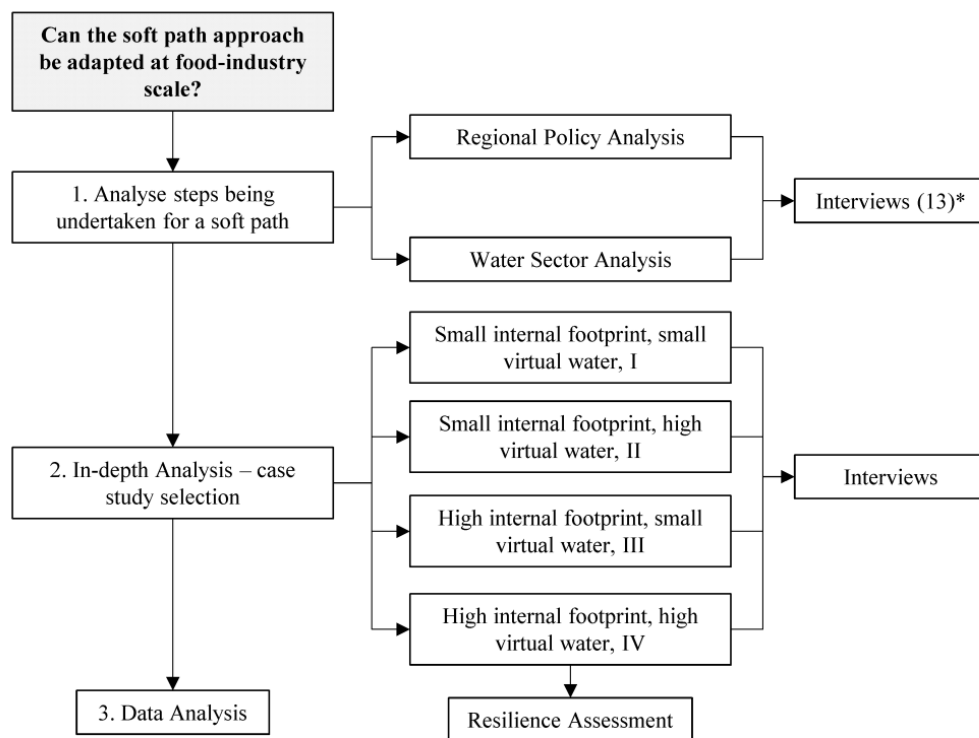 Can the soft path approach
be adapted at food-industry
scale?
Regional Policy Analysis
1. Analyse steps being
undertaken for a soft path
Interviews (13)*
Water Sector Analysis
Small internal footprint, small
virtual water, I
Small internal footprint, high
virtual water, II
2. In-depth Analysis – case
study selection
Interviews
High internal footprint, small
virtual water, III
High internal footprint, high
virtual water, IV
3. Data Analysis
Resilience Assessment